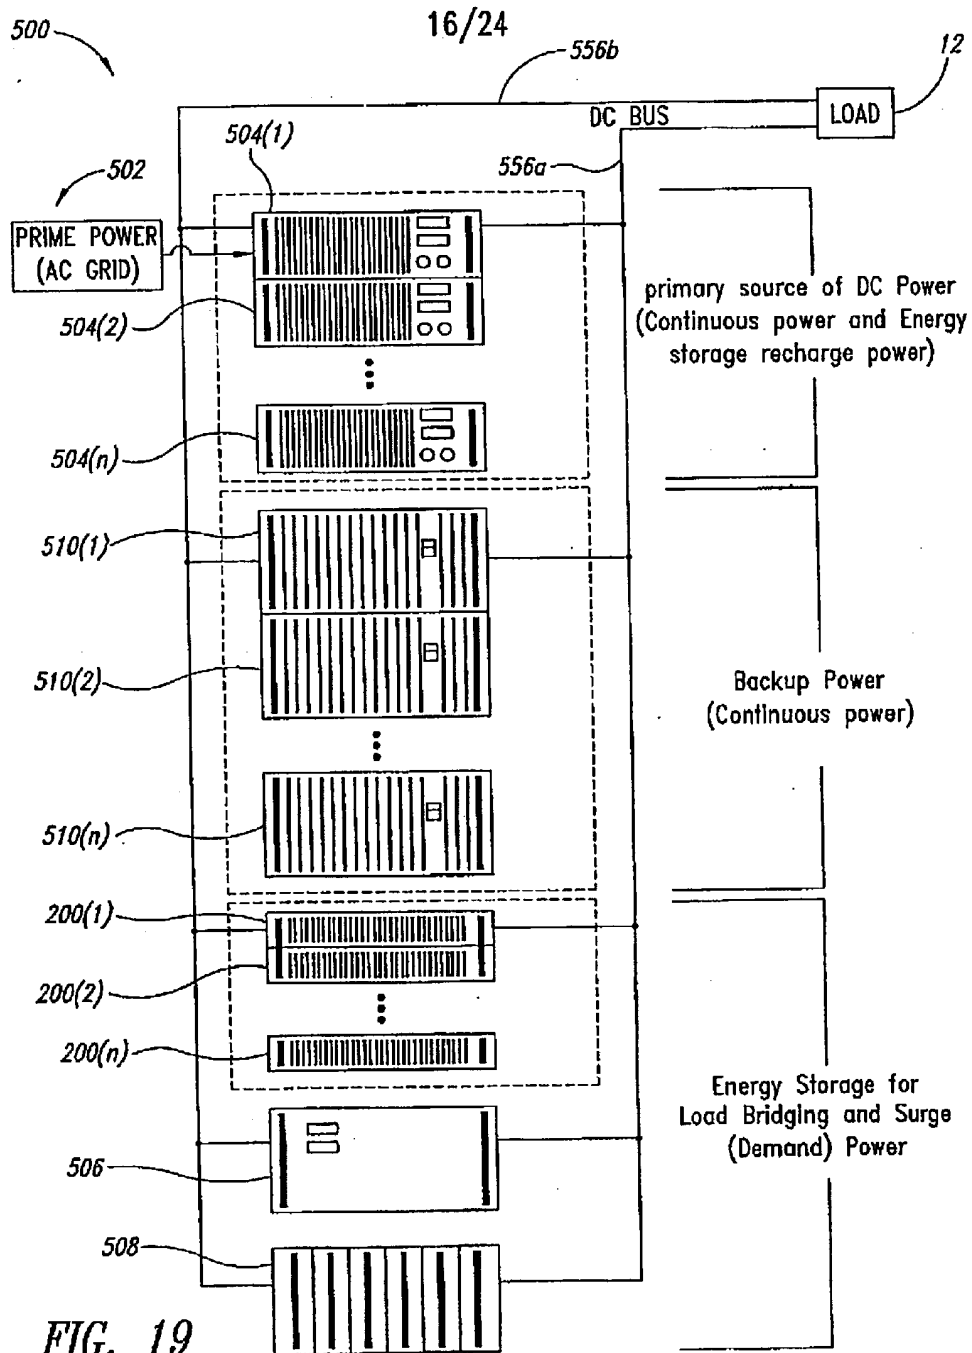 16/24
500
556b
12
LOAD
DC BUS
504(1)
556a
502
PRIME POWER
(AC GRID)
504(2)
primary source of DC Power
(Continuous power and Energy
storage recharge power)
504(n)
510(1)
510(2)
Backup Power
(Continuous power)
510(n)
200(1)
200(2)
200(n)
Energy Storage for
Load Bridging and Surge
(Demand) Power
506
508
FIG. 19